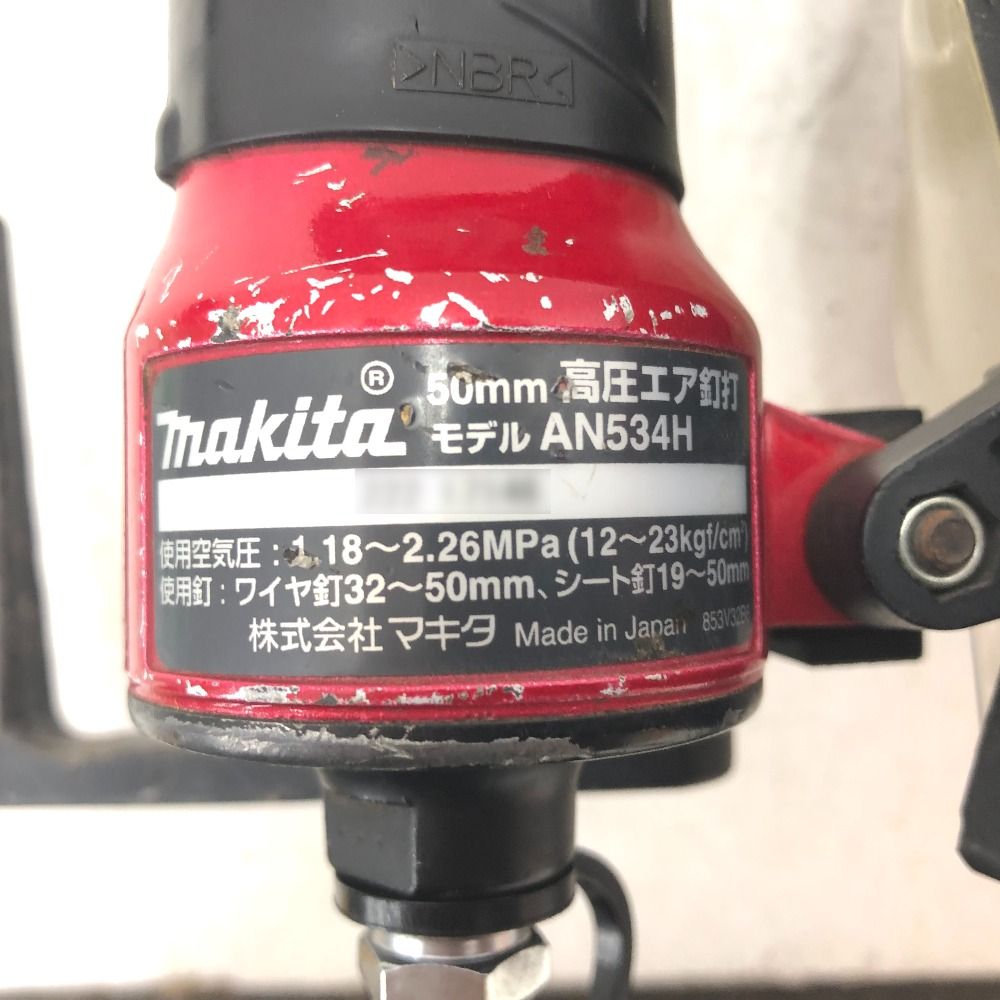 >NBR<
makita® 50mm 高圧エア釘打
モデル AN534H
使用空気圧：1.18〜2.26MPa(12〜23kgf/cm²)
使用釘：ワイヤ釘32〜50mm、シート釘19〜50mm
株式会社 マキタ Made in Japan